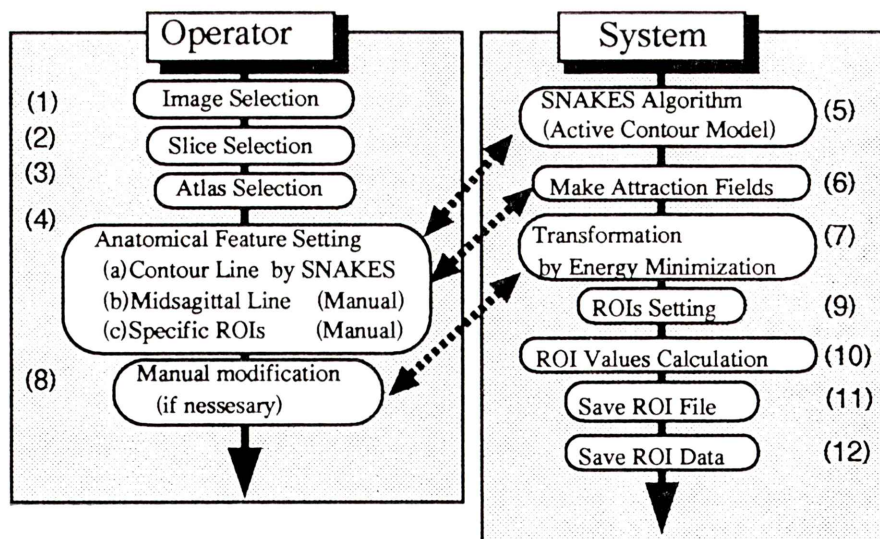 Operator
(1) Image Selection
(2) Slice Selection
(3) Atlas Selection
(4) Anatomical Feature Setting
(a)Contour Line by SNAKES
(b)Midsagittal Line (Manual)
(c)Specific ROIs (Manual)
(8) Manual modification
(if nessesary)
System
SNAKES Algorithm (5)
(Active Contour Model)
Make Attraction Fields (6)
Transformation (7)
by Energy Minimization
ROIs Setting (9)
ROI Values Calculation (10)
Save ROI File (11)
Save ROI Data (12)